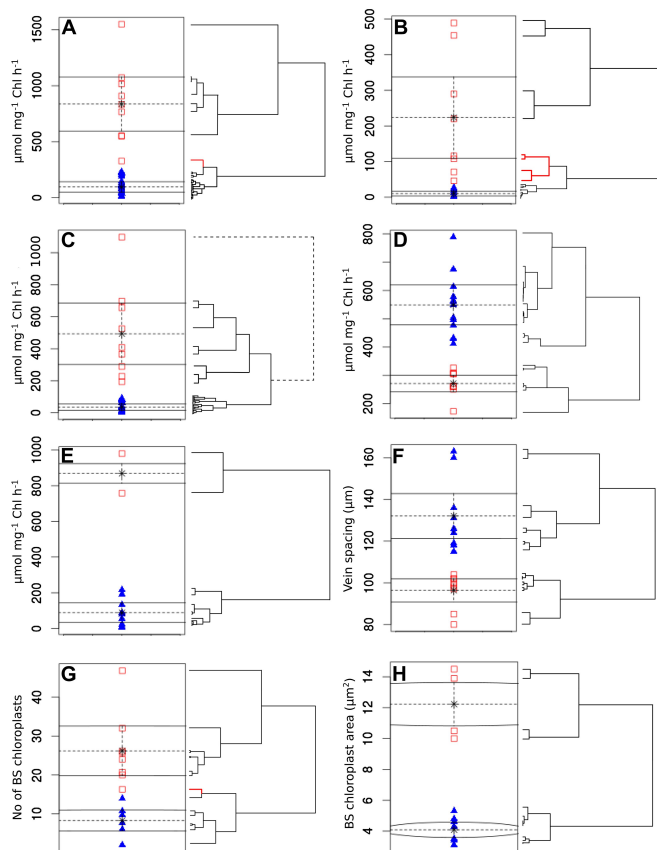 A
B
μmol mg⁻¹ Chl h⁻¹
1500
1000
500
0
500
400
300
200
100
0
C
D
μmol mg⁻¹ Chl h⁻¹
1000
800
600
400
200
0
μmol mg⁻¹ Chl h⁻¹
800
600
400
200
E
F
μmol mg⁻¹ Chl h⁻¹
1000
800
600
400
200
0
Vein spacing (μm)
160
140
120
100
80
G
H
No of BS chloroplasts
40
30
20
10
BS chloroplast area (μm²)
14
12
10
8
6
4
μmol mg⁻¹ Chl h⁻¹